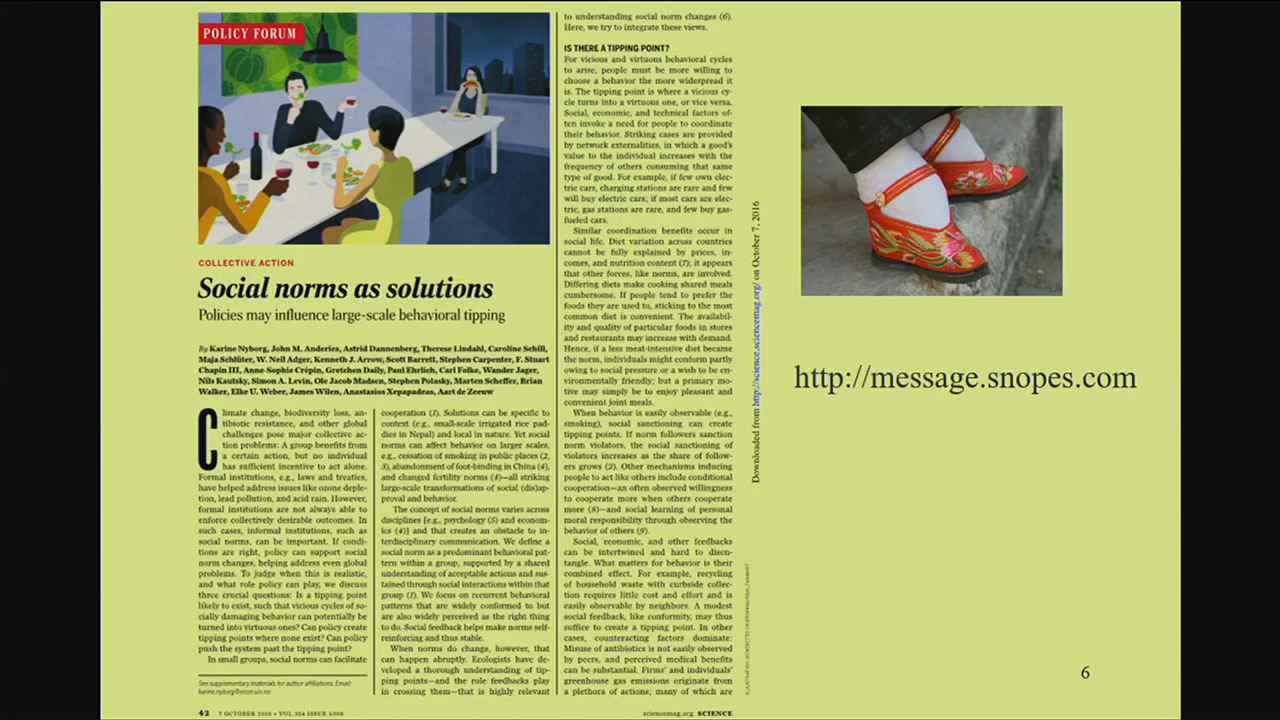 POLICY FORUM
COLLECTIVE ACTION
Social norms as solutions
Policies may influence large-scale behavioral tipping
By Karine Nyborg, John M. Anderies, Astrid Dannenberg, Therese Lindahl, Caroline Schill,
Maja Schlüter, W. Neil Adger, Kenneth J. Arrow, Scott Barrett, Stephen Carpenter, F. Stuart
Chapin III, Anne-Sophie Crépin, Gretchen Daily, Paul Ehrlich, Carl Folke, Wander Jager,
Nils Kautsky, Simon A. Levin, Ole Jacob Madsen, Stephen Polasky, Marten Scheffer, Brian
Walker, Elke U. Weber, James Wilen, Anastasios Xepapadeas, Aart de Zeeuw
Climate change, biodiversity loss, an-
tibiotic resistance, and other global
challenges pose major collective ac-
tion problems: A group benefits from
a certain action, but no individual
has sufficient incentive to act alone.
Formal institutions, e.g., laws and treaties,
have helped address issues like ozone deple-
tion, lead pollution, and acid rain. However,
formal institutions are not always able to
enforce collectively desirable outcomes. In
such cases, informal institutions, such as
social norms, can be important. If condi-
tions are right, policy can support social
norm changes, helping address even global
problems. To judge when this is realistic,
and what role policy can play, we discuss
three crucial questions: Is a tipping point
likely to exist, such that vicious cycles of so-
cially damaging behavior can potentially be
turned into virtuous ones? Can policy create
tipping points where none exist? Can policy
push the system past the tipping point?
In small groups, social norms can facilitate
See supplementary materials for author affiliations. Email:
karine.nyborg@econ.uio.no
cooperation (1). Solutions can be specific to
context (e.g., small-scale irrigated rice pad-
dies in Nepal) and local in nature. Yet social
norms can affect behavior on larger scales,
e.g., cessation of smoking in public places (2,
3), abandonment of foot-binding in China (4),
and changed fertility norms (4)—all striking
large-scale transformations of social (dis)ap-
proval and behavior.
The concept of social norms varies across
disciplines [e.g., psychology (5) and econom-
ics (4)] and that creates an obstacle to in-
terdisciplinary communication. We define a
social norm as a predominant behavioral pat-
tern within a group, supported by a shared
understanding of acceptable actions and sus-
tained through social interactions within that
group (1). We focus on recurrent behavioral
patterns that are widely conformed to but
are also widely perceived as the right thing
to do. Social feedback helps make norms self-
reinforcing and thus stable.
When norms do change, however, that
can happen abruptly. Ecologists have de-
veloped a thorough understanding of tip-
ping points—and the role feedbacks play
in crossing them—that is highly relevant
to understanding social norm changes (6).
Here, we try to integrate these views.
IS THERE A TIPPING POINT?
For vicious and virtuous behavioral cycles
to arise, people must be more willing to
choose a behavior the more widespread it
is. The tipping point is where a vicious cy-
cle turns into a virtuous one, or vice versa.
Social, economic, and technical factors of-
ten invoke a need for people to coordinate
their behavior. Striking cases are provided
by network externalities, in which a good's
value to the individual increases with the
frequency of others consuming that same
type of good. For example, if few own elec-
tric cars, charging stations are rare and few
will buy electric cars; if most cars are elec-
tric, gas stations are rare, and few buy gas-
fueled cars.
Similar coordination benefits occur in
social life. Diet variation across countries
cannot be fully explained by prices, in-
comes, and nutrition content (7); it appears
that other forces, like norms, are involved.
Differing diets make cooking shared meals
cumbersome. If people tend to prefer the
foods they are used to, sticking to the most
common diet is convenient. The availabil-
ity and quality of particular foods in stores
and restaurants may increase with demand.
Hence, if a less meat-intensive diet became
the norm, individuals might conform partly
owing to social pressure or a wish to be en-
vironmentally friendly; but a primary mo-
tive may simply be to enjoy pleasant and
convenient joint meals.
When behavior is easily observable (e.g.,
smoking), social sanctioning can create
tipping points. If norm followers sanction
norm violators, the social sanctioning of
violators increases as the share of follow-
ers grows (2). Other mechanisms inducing
people to act like others include conditional
cooperation—an often observed willingness
to cooperate more when others cooperate
more (8)—and social learning of personal
moral responsibility through observing the
behavior of others (9).
Social, economic, and other feedbacks
can be intertwined and hard to disen-
tangle. What matters for behavior is their
combined effect. For example, recycling
of household waste with curbside collec-
tion requires little cost and effort and is
easily observable by neighbors. A modest
social feedback, like conformity, may thus
suffice to create a tipping point. In other
cases, counteracting factors dominate:
Misuse of antibiotics is not easily observed
by peers, and perceived medical benefits
can be substantial. Firms' and individuals'
greenhouse gas emissions originate from
a plethora of actions; many of which are
42 7 OCTOBER 2016 • VOL 354 ISSUE 6308
sciencemag.org SCIENCE
Downloaded from http://science.sciencemag.org/ on October 7, 2016
http://message.snopes.com
6